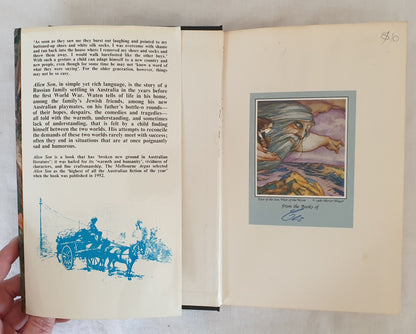 'As soon as they saw me they burst out laughing and pointed to my
buttoned-up shoes and white silk socks. I was overcome with shame
and ran back into the house where I removed my shoes and socks and
threw them away. I would walk barefooted like the other boys.'
With such a gesture a child can adapt himself to a new country and
new people, even though for some time he may not 'know a word of
what they were saying'. For the older generation, however, things
may not be so easy.
Alien Son, in simple yet rich language, is the story of a
Russian family settling in Australia in the years before
the first World War. Waten tells of life in his home,
among the family's Jewish friends, among his new
Australian playmates, on his father's bottle-o rounds—
of their hopes, despairs, the comedies and tragedies—
all told with the warmth, understanding, and sometimes
lack of understanding, that is felt by a child finding
himself between the two worlds. His attempts to reconcile
the demands of these two worlds rarely meet with success;
often they end in situations that are at once poignantly
sad and humorous.
Alien Son is a book that has 'broken new ground in Australian
literature'; it was hailed for its 'warmth and humanity', vividness of
characters, and fine craftsmanship. The Melbourne Argus selected
Alien Son as the 'highest of all the Australian fiction of the year'
when the book was published in 1952.
From the Books of